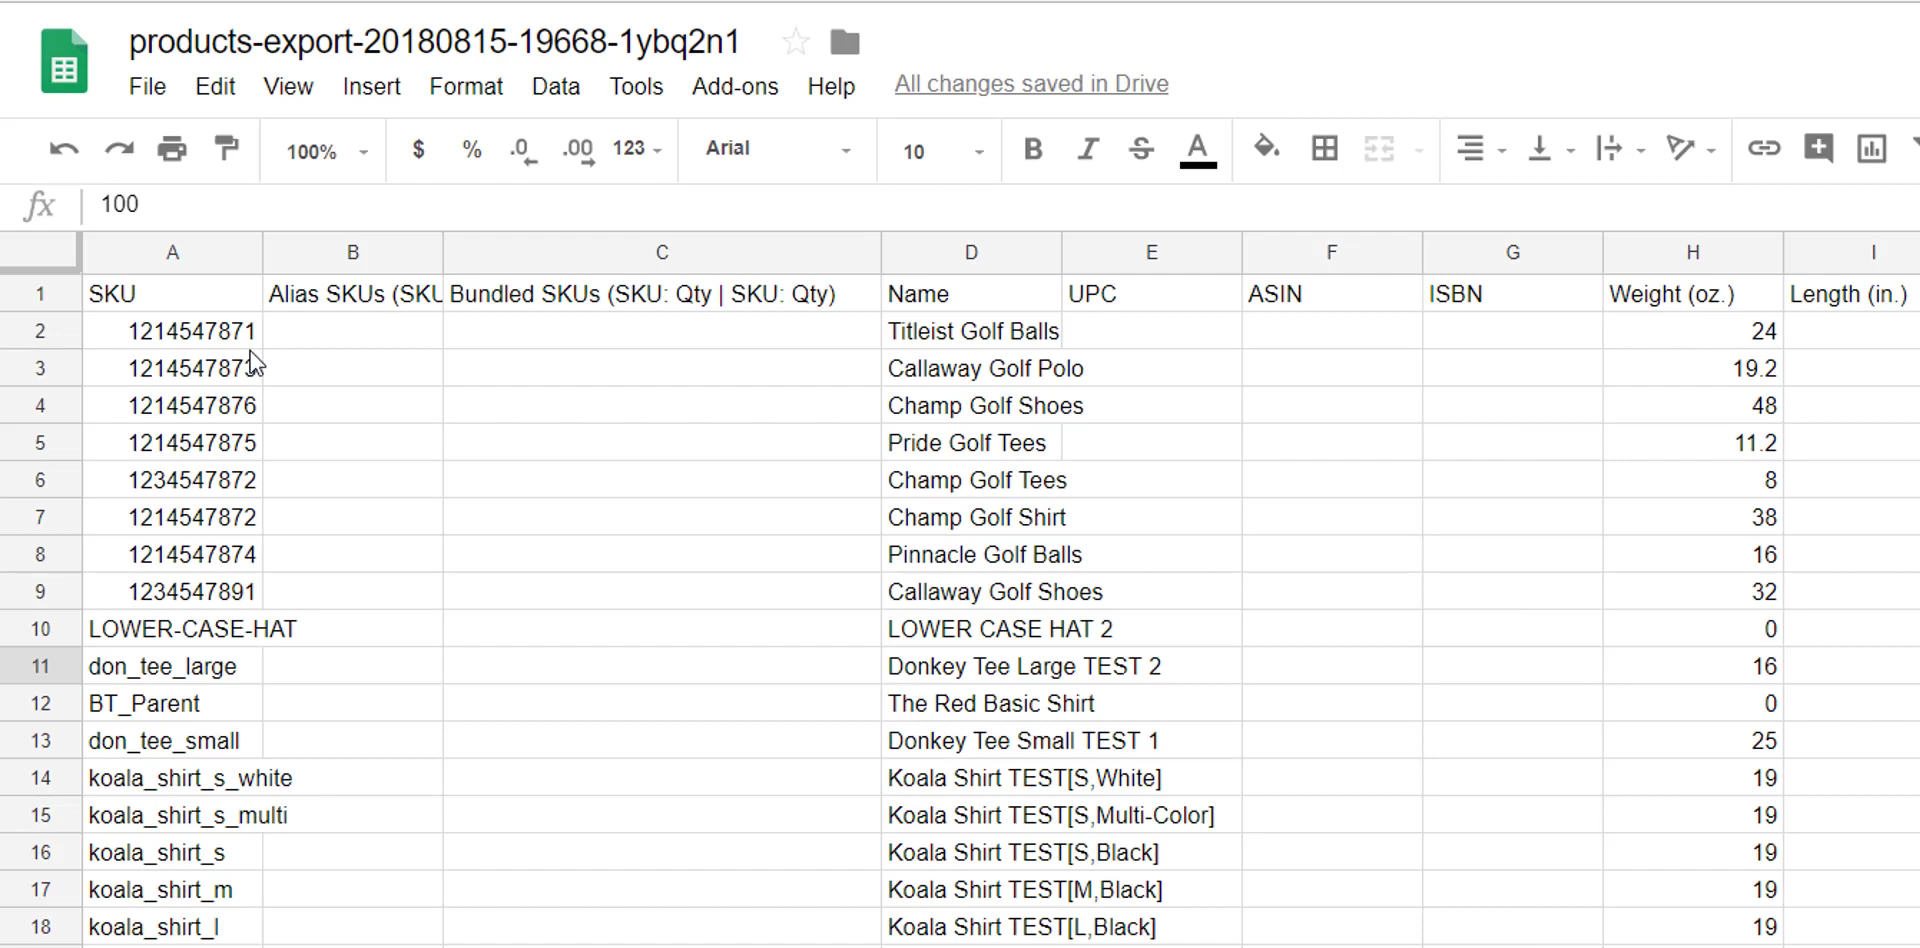 products-export-20180815-19668-1ybq2n1
File Edit View Insert Format Data Tools Add-ons Help All changes saved in Drive
100% $ % .0 .00 123 Arial 10 B I S A
fx 100
A B C D E F G H I
1 SKU Alias SKUs (SKU Bundled SKUs (SKU: Qty | SKU: Qty) Name UPC ASIN ISBN Weight (oz.) Length (in.)
2 1214547871 Titleist Golf Balls 24
3 Callaway Golf Polo 19.2
4 1214547876 Champ Golf Shoes 48
5 1214547875 Pride Golf Tees 11.2
6 1234547872 Champ Golf Tees 8
7 1214547872 Champ Golf Shirt 38
8 1214547874 Pinnacle Golf Balls 16
9 1234547891 Callaway Golf Shoes 32
10 LOWER-CASE-HAT LOWER CASE HAT 2 0
11 don_tee_large Donkey Tee Large TEST 2 16
12 BT_Parent The Red Basic Shirt 0
13 don_tee_small Donkey Tee Small TEST 1 25
14 koala_shirt_s_white Koala Shirt TEST[S,White] 19
15 koala_shirt_s_multi Koala Shirt TEST[S,Multi-Color] 19
16 koala_shirt_s Koala Shirt TEST[S,Black] 19
17 koala_shirt_m Koala Shirt TEST[M,Black] 19
18 koala_shirt_l Koala Shirt TEST[L,Black] 19